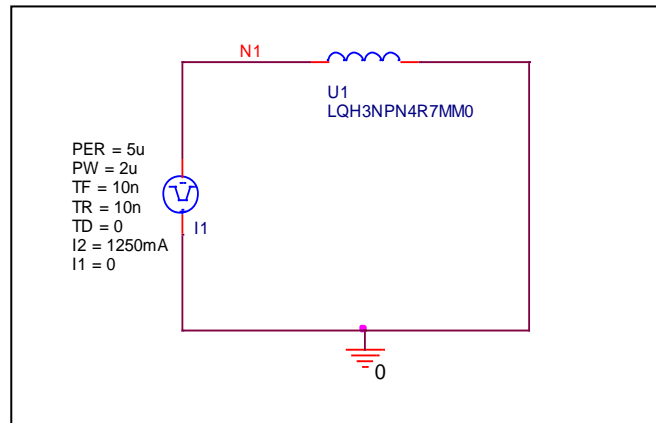 N1
U1
LQH3NPN4R7MM0
PER = 5u
PW = 2u
TF = 10n
TR = 10n
TD = 0
I2 = 1250mA
I1 = 0
I1
0